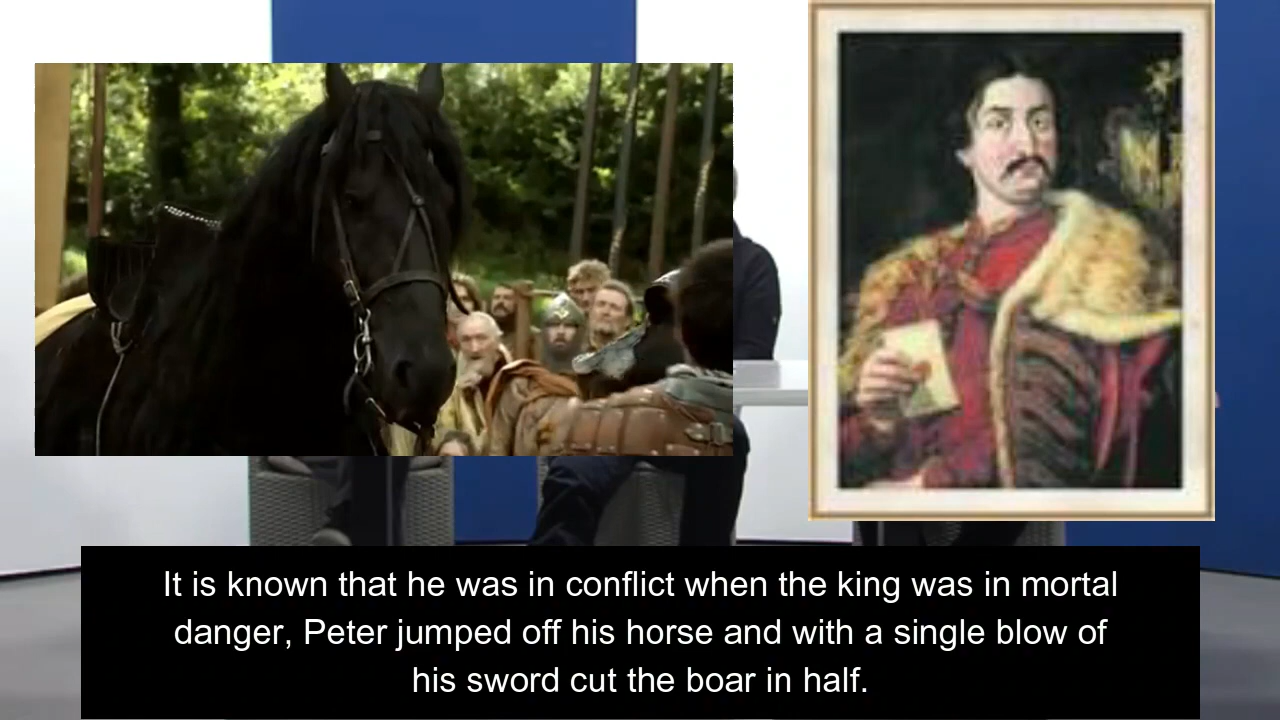 It is known that he was in conflict when the king was in mortal
danger, Peter jumped off his horse and with a single blow of
his sword cut the boar in half.